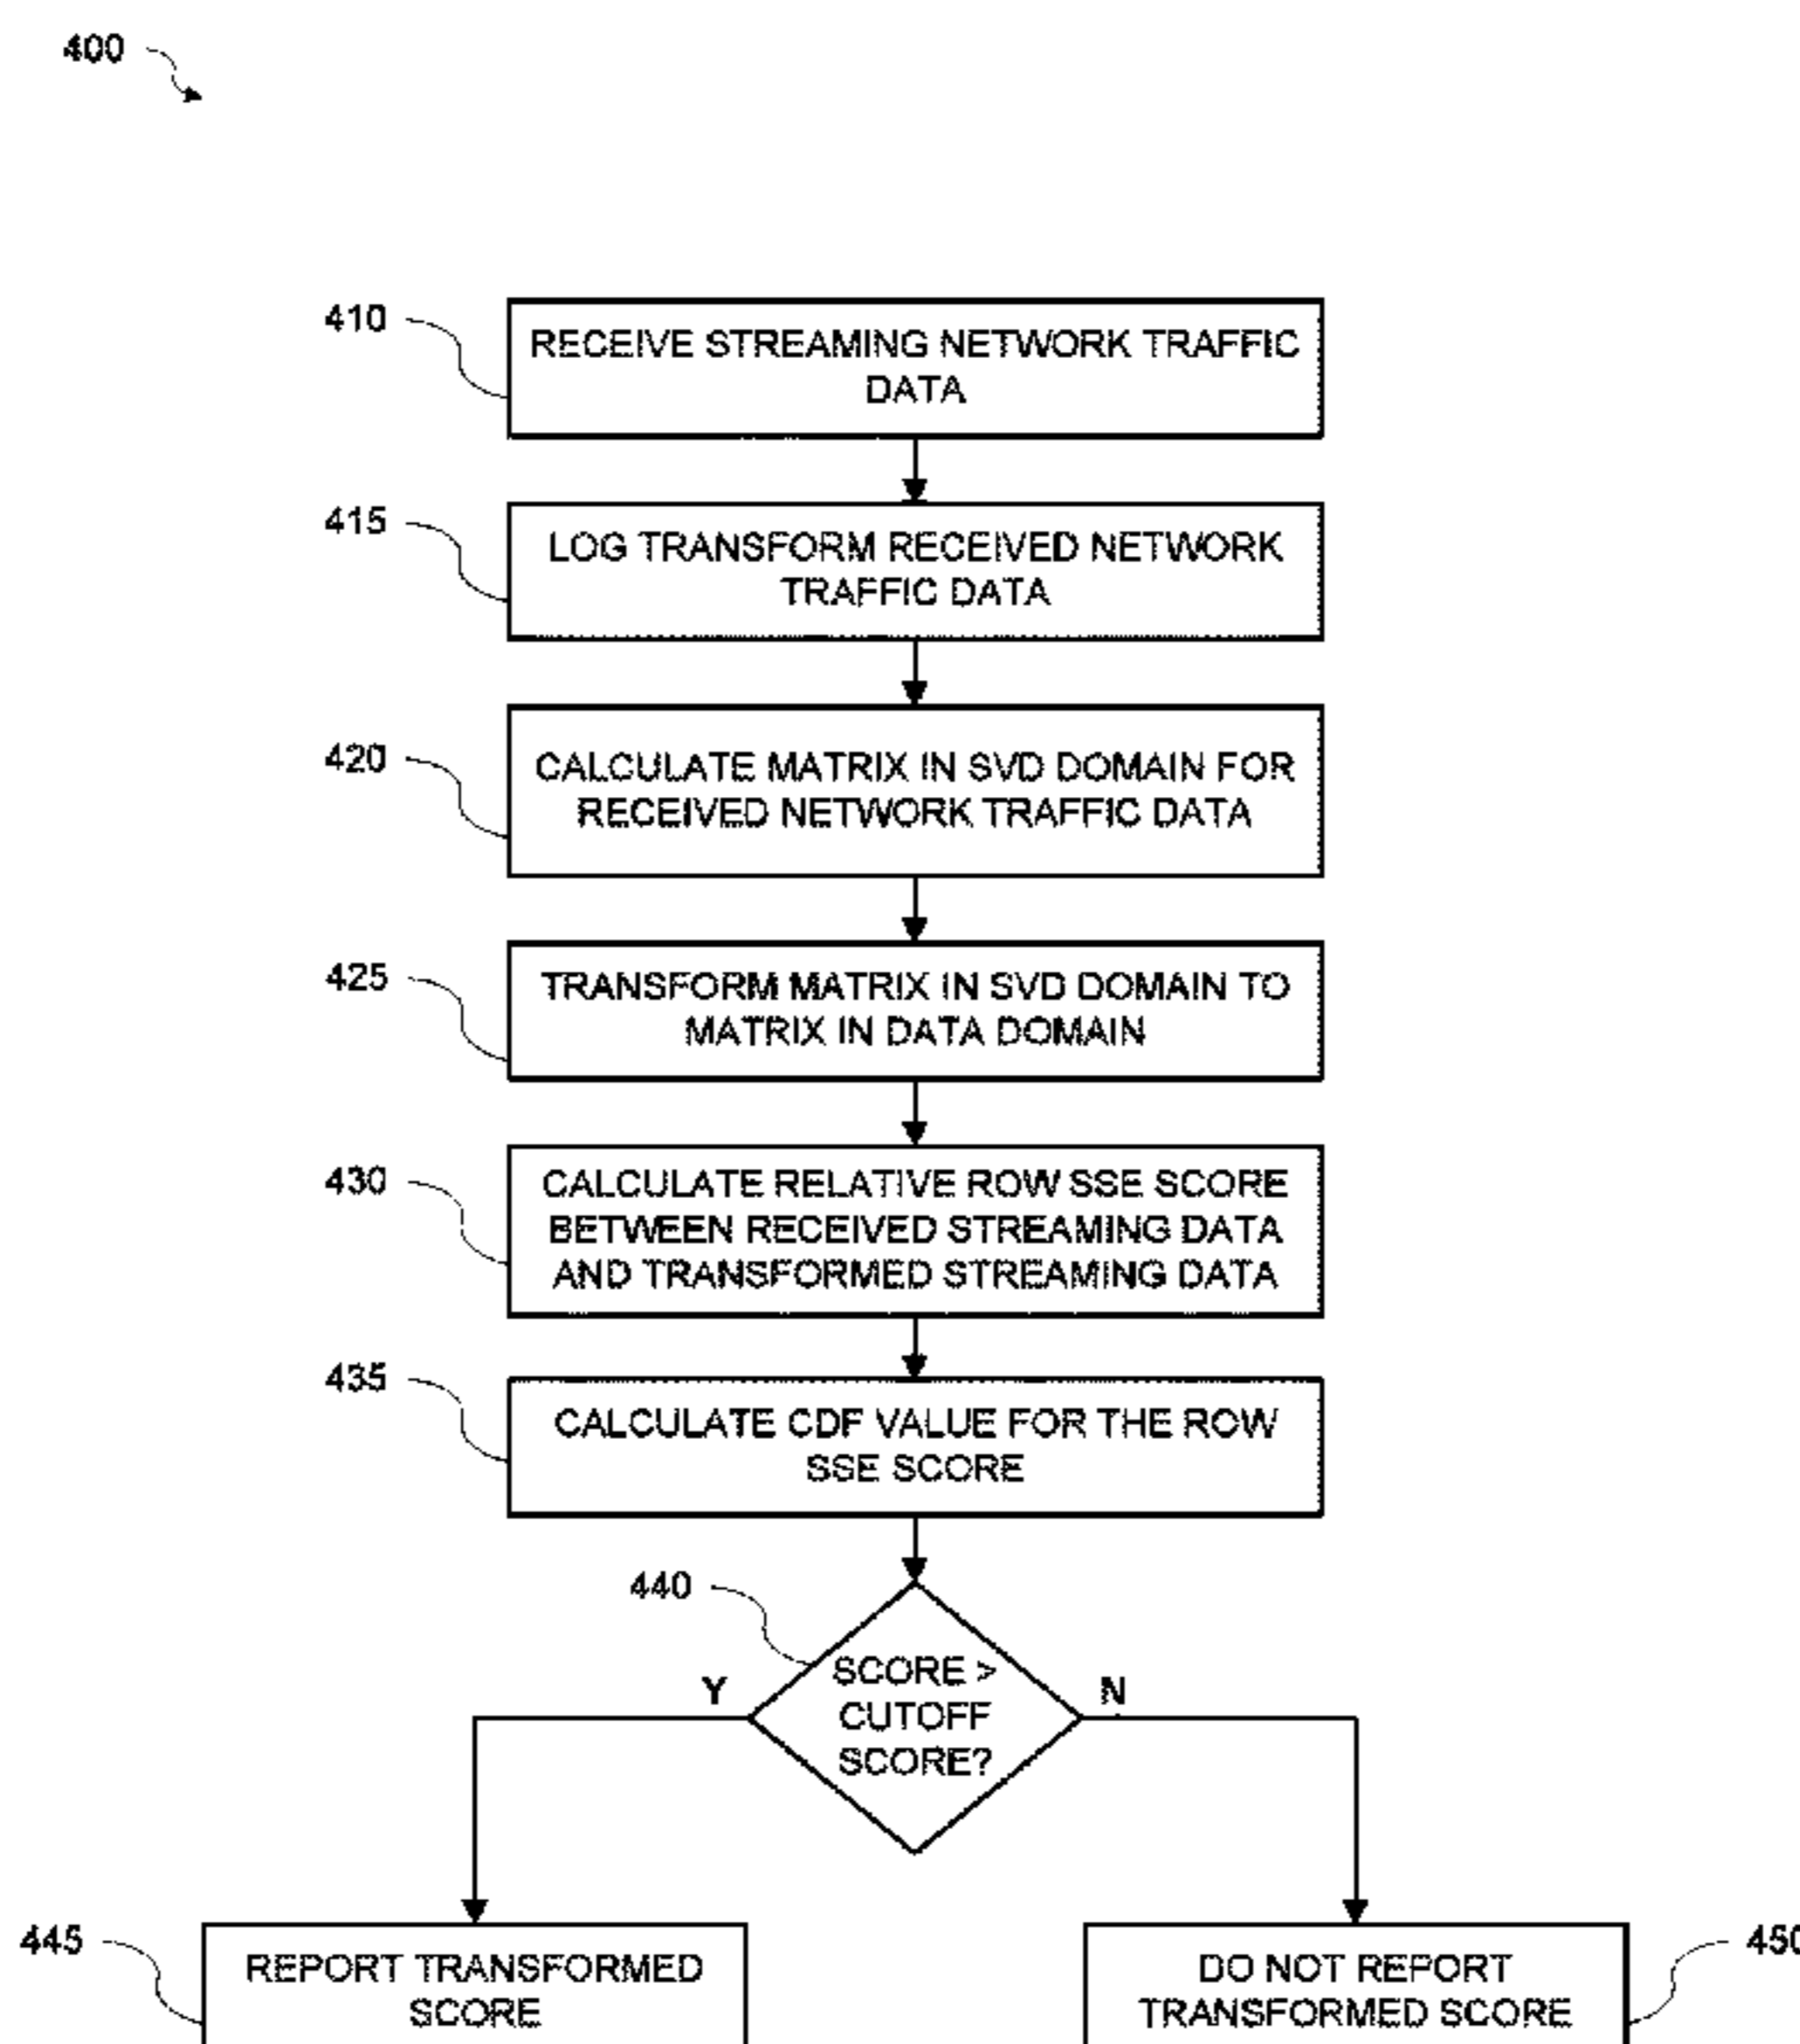 400
410
RECEIVE STREAMING NETWORK TRAFFIC
DATA
415
LOG TRANSFORM RECEIVED NETWORK
TRAFFIC DATA
420
CALCULATE MATRIX IN SVD DOMAIN FOR
RECEIVED NETWORK TRAFFIC DATA
425
TRANSFORM MATRIX IN SVD DOMAIN TO
MATRIX IN DATA DOMAIN
430
CALCULATE RELATIVE ROW SSE SCORE
BETWEEN RECEIVED STREAMING DATA
AND TRANSFORMED STREAMING DATA
435
CALCULATE CDF VALUE FOR THE ROW
SSE SCORE
440
SCORE >
CUTOFF
SCORE?
Y
N
445
REPORT TRANSFORMED
SCORE
DO NOT REPORT
TRANSFORMED SCORE
450